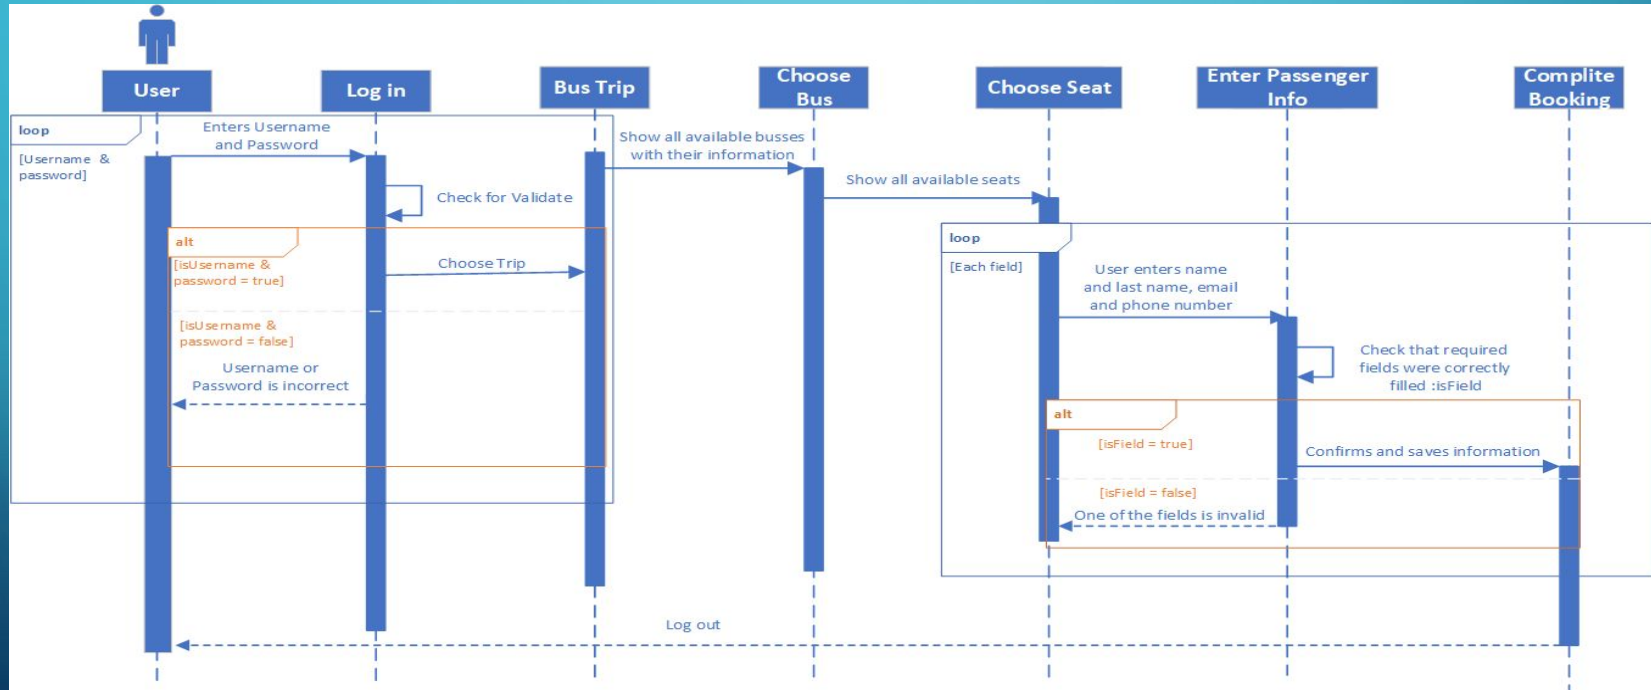 User
Log in
Bus Trip
Choose
Bus
Choose Seat
Enter Passenger
Info
Complite
Booking
loop
[Username &
password]
Enters Username
and Password
Check for Validate
alt
[isUsername &
password = true]
Choose Trip
[isUsername &
password = false]
Username or
Password is incorrect
Show all available busses
with their information
Show all available seats
loop
[Each field]
User enters name
and last name, email
and phone number
Check that required
fields were correctly
filled :isField
alt
[isField = true]
Confirms and saves information
[isField = false]
One of the fields is invalid
Log out